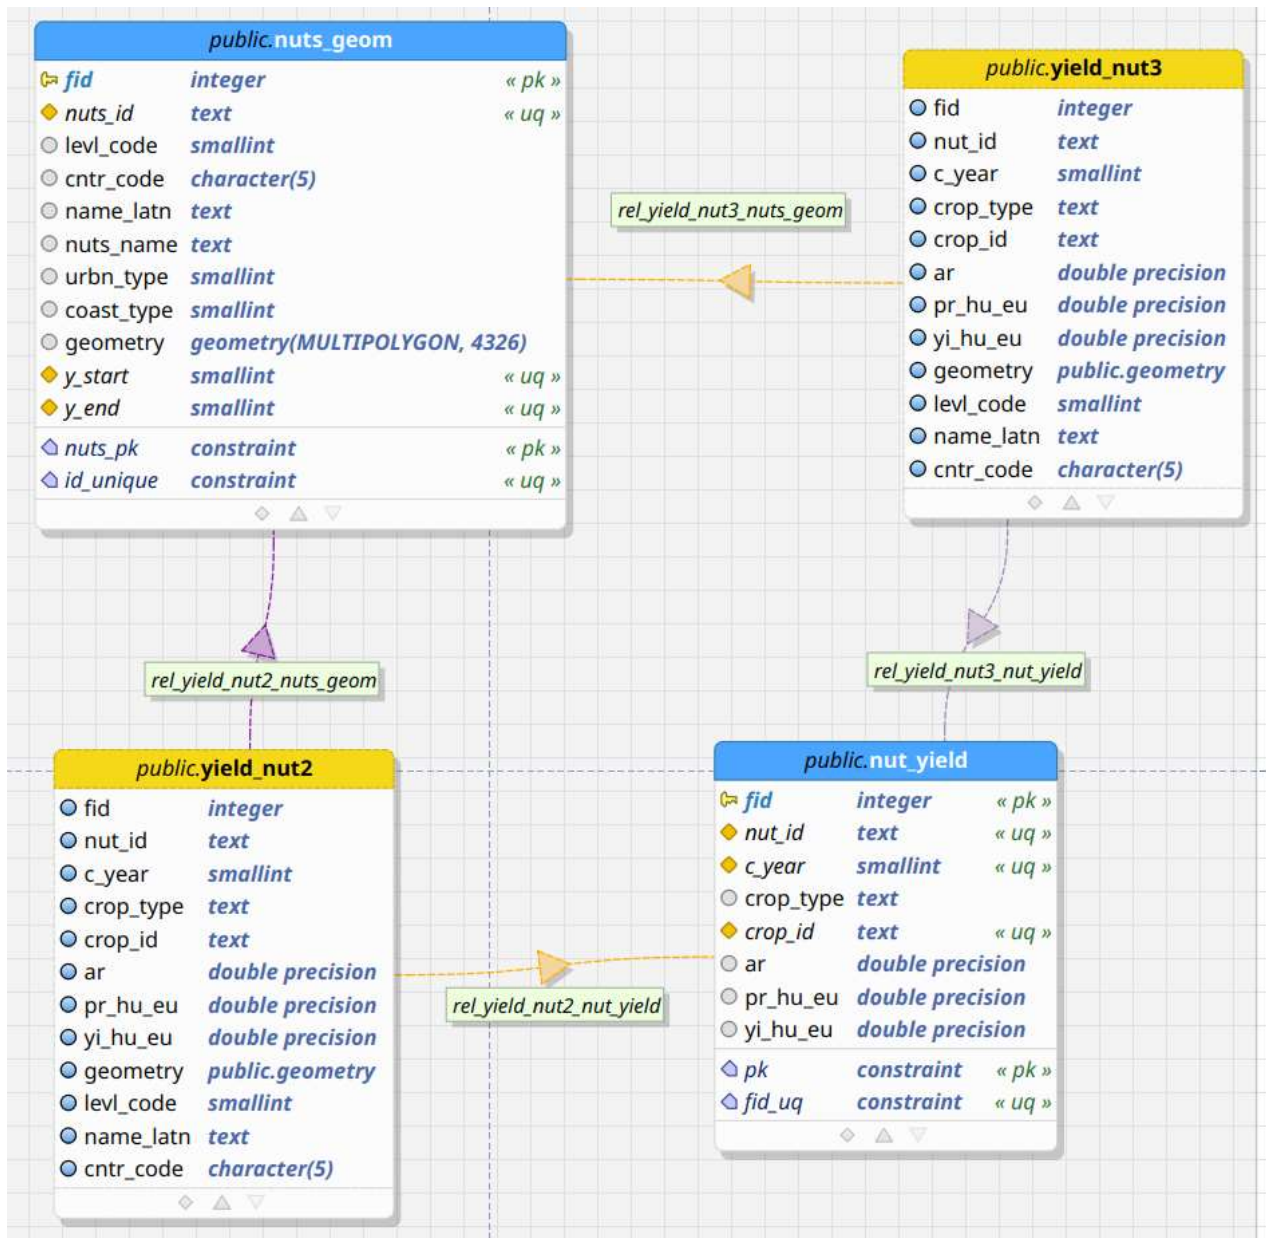 public.nuts_geom
fid integer « pk »
nuts_id text « uq »
levl_code smallint
cntr_code character(5)
name_latn text
nuts_name text
urbn_type smallint
coast_type smallint
geometry geometry(MULTIPOLYGON, 4326)
y_start smallint « uq »
y_end smallint « uq »
nuts_pk constraint « pk »
id_unique constraint « uq »
rel_yield_nut3_nuts_geom
public.yield_nut3
fid integer
nut_id text
c_year smallint
crop_type text
crop_id text
ar double precision
pr_hu_eu double precision
yi_hu_eu double precision
geometry public.geometry
levl_code smallint
name_latn text
cntr_code character(5)
rel_yield_nut2_nuts_geom
rel_yield_nut3_nut_yield
public.yield_nut2
fid integer
nut_id text
c_year smallint
crop_type text
crop_id text
ar double precision
pr_hu_eu double precision
yi_hu_eu double precision
geometry public.geometry
levl_code smallint
name_latn text
cntr_code character(5)
rel_yield_nut2_nut_yield
public.nut_yield
fid integer « pk »
nut_id text « uq »
c_year smallint « uq »
crop_type text
crop_id text « uq »
ar double precision
pr_hu_eu double precision
yi_hu_eu double precision
pk constraint « pk »
fid_uq constraint « uq »